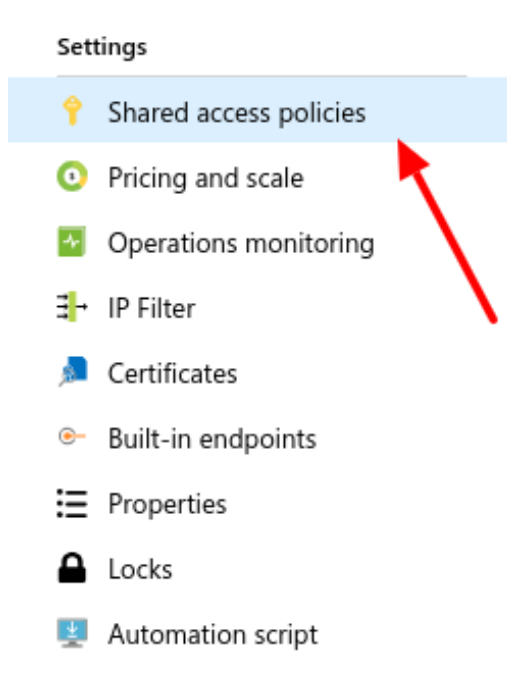 Settings
Shared access policies
Pricing and scale
Operations monitoring
IP Filter
Certificates
Built-in endpoints
Properties
Locks
Automation script